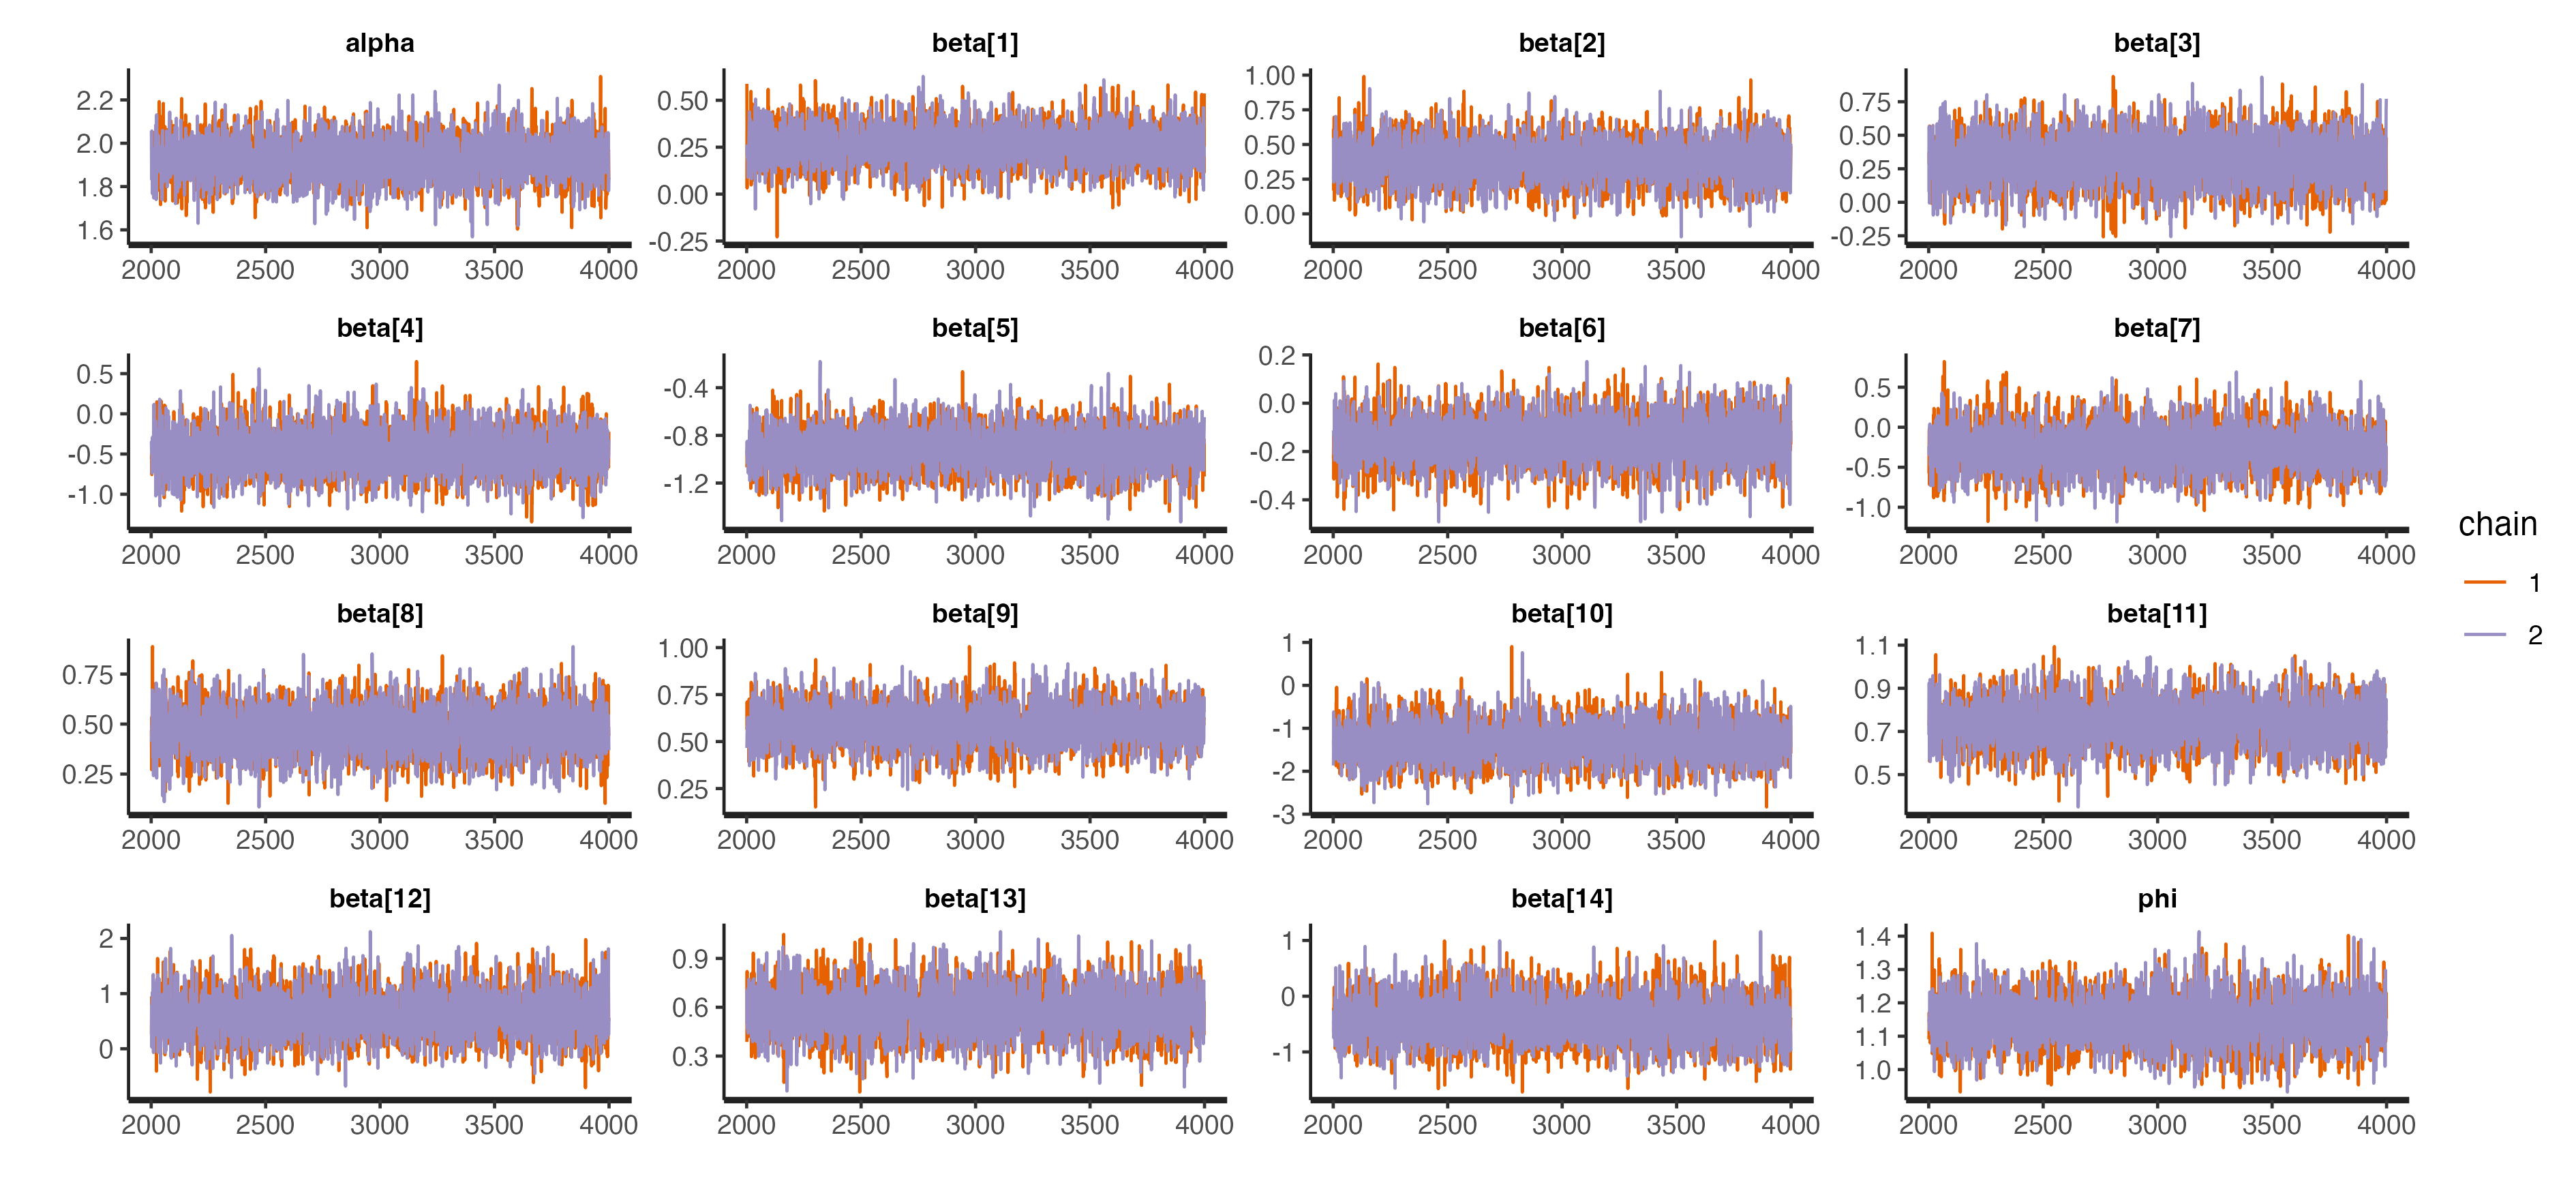 alpha beta[1] beta[2] beta[3]
2.2 2.0 1.8 1.6
0.50 0.25 0.00 -0.25
1.00 0.75 0.50 0.25 0.00
0.75 0.50 0.25 0.00 -0.25
2000 2500 3000 3500 4000 2000 2500 3000 3500 4000 2000 2500 3000 3500 4000 2000 2500 3000 3500 4000
beta[4] beta[5] beta[6] beta[7]
0.5 0.0 -0.5 -1.0
-0.4 -0.8 -1.2
0.2 0.0 -0.2 -0.4
0.5 0.0 -0.5 -1.0
2000 2500 3000 3500 4000 2000 2500 3000 3500 4000 2000 2500 3000 3500 4000 2000 2500 3000 3500 4000
beta[8] beta[9] beta[10] beta[11]
0.75 0.50 0.25
1.00 0.75 0.50 0.25
1 0 -1 -2 -3
1.1 0.9 0.7 0.5
2000 2500 3000 3500 4000 2000 2500 3000 3500 4000 2000 2500 3000 3500 4000 2000 2500 3000 3500 4000
beta[12] beta[13] beta[14] phi
2 1 0
0.9 0.6 0.3
1 0 -1
1.4 1.3 1.2 1.1 1.0
2000 2500 3000 3500 4000 2000 2500 3000 3500 4000 2000 2500 3000 3500 4000 2000 2500 3000 3500 4000
chain
1
2